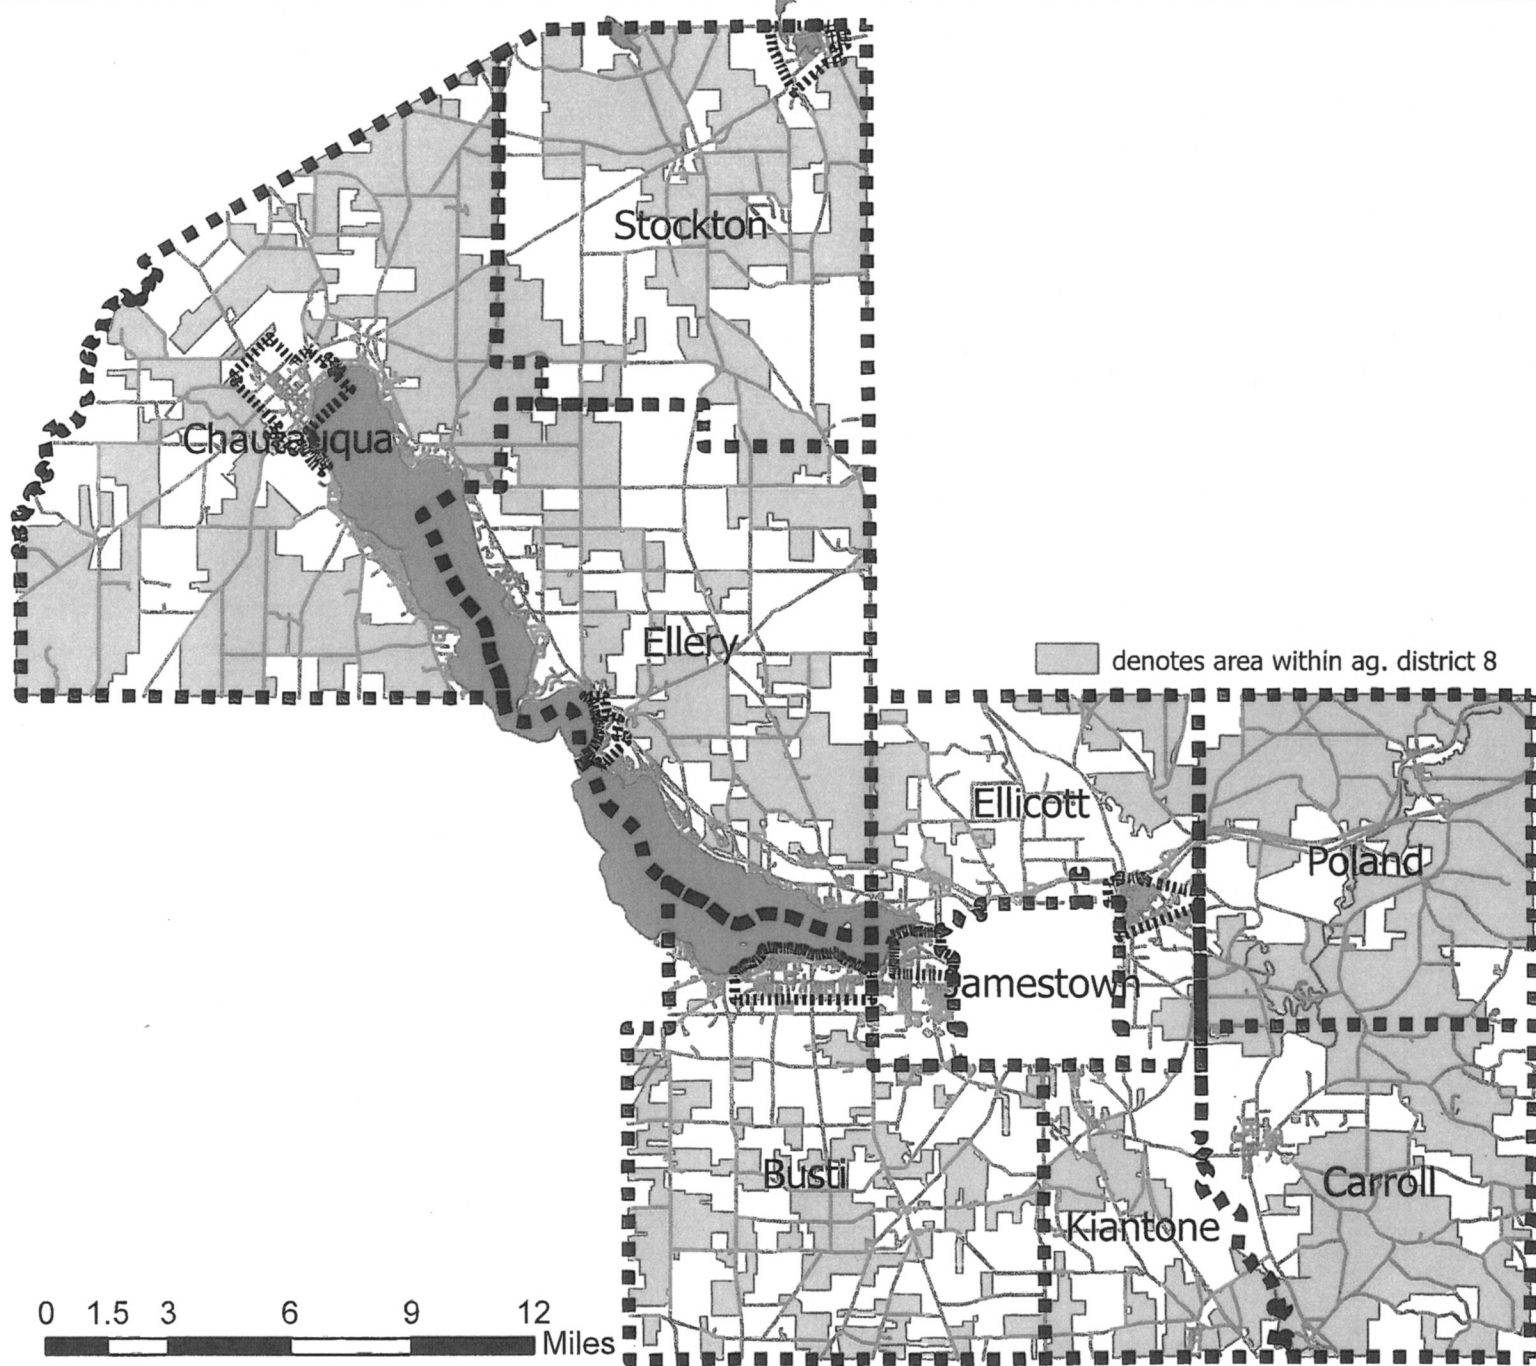 Stockton
Chautauqua
Ellery
denotes area within ag. district 8
Ellicott
Poland
Jamestown
Busti
Carroll
Kiantone
0 1.5 3 6 9 12
Miles